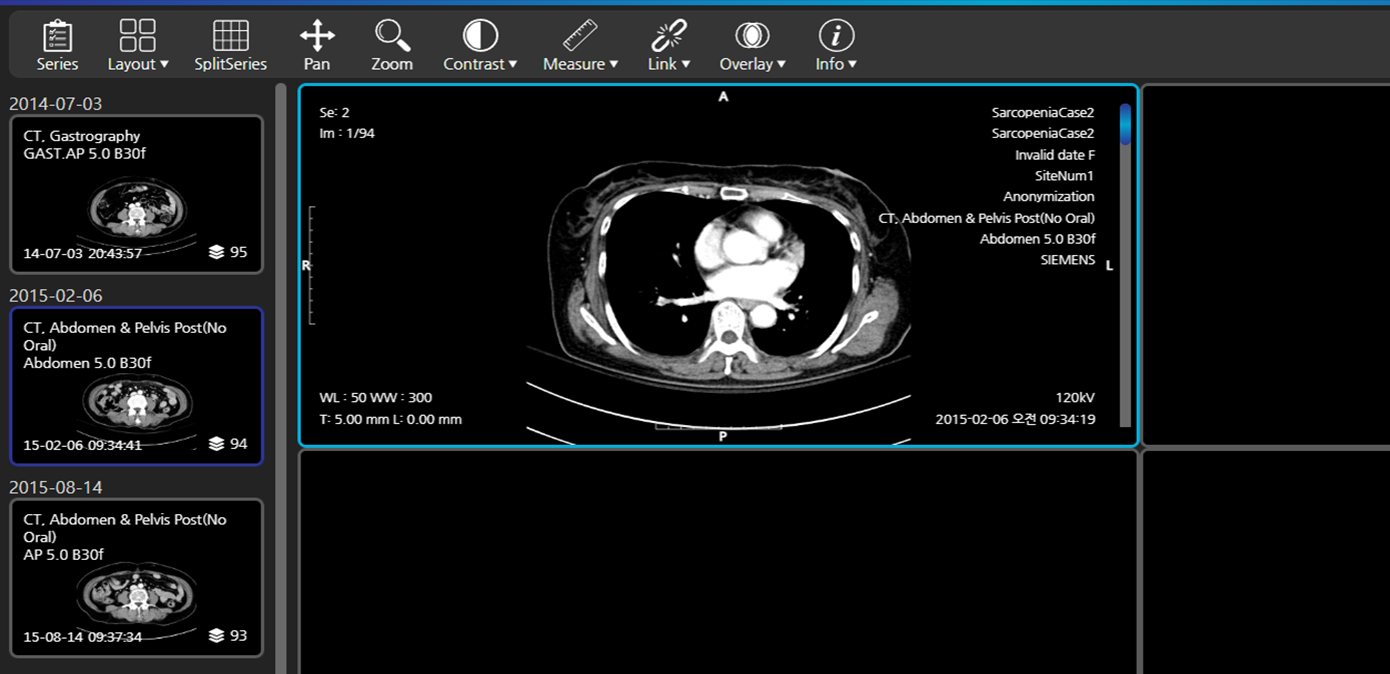 Series
Layout ▼
SplitSeries
Pan
Zoom
Contrast ▼
Measure ▼
Link ▼
Overlay ▼
Info ▼
2014-07-03
CT, Gastrography
GAST.AP 5.0 B30f
14-07-03 20:43:57
95
2015-02-06
CT, Abdomen & Pelvis Post(No
Oral)
Abdomen 5.0 B30f
15-02-06 09:34:41
94
2015-08-14
CT, Abdomen & Pelvis Post(No
Oral)
AP 5.0 B30f
15-08-14 09:37:34
93
A
Se: 2
Im : 1/94
SarcopeniaCase2
SarcopeniaCase2
Invalid date F
SiteNum1
Anonymization
CT, Abdomen & Pelvis Post(No Oral)
Abdomen 5.0 B30f
SIEMENS
R
L
WL : 50 WW : 300
T: 5.00 mm L: 0.00 mm
120kV
2015-02-06 오전 09:34:19
P